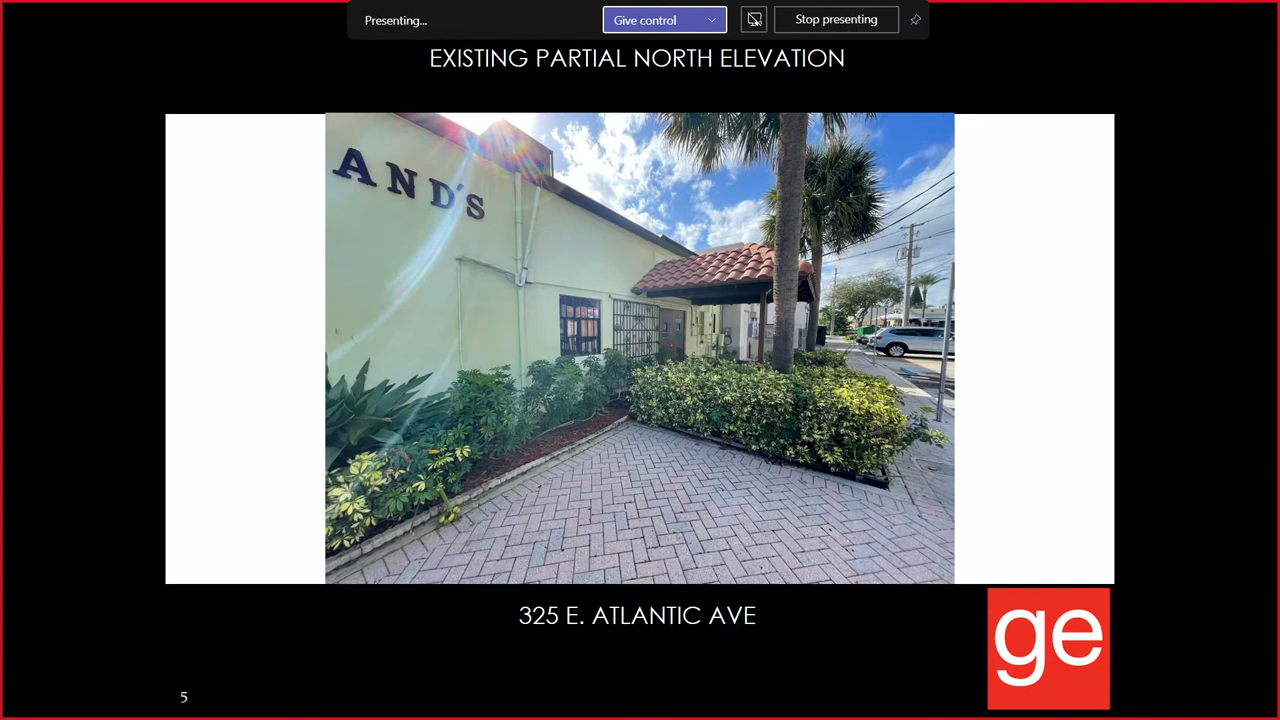 Presenting...
Give control
Stop presenting
EXISTING PARTIAL NORTH ELEVATION
AND'S
325 E. ATLANTIC AVE
ge
5